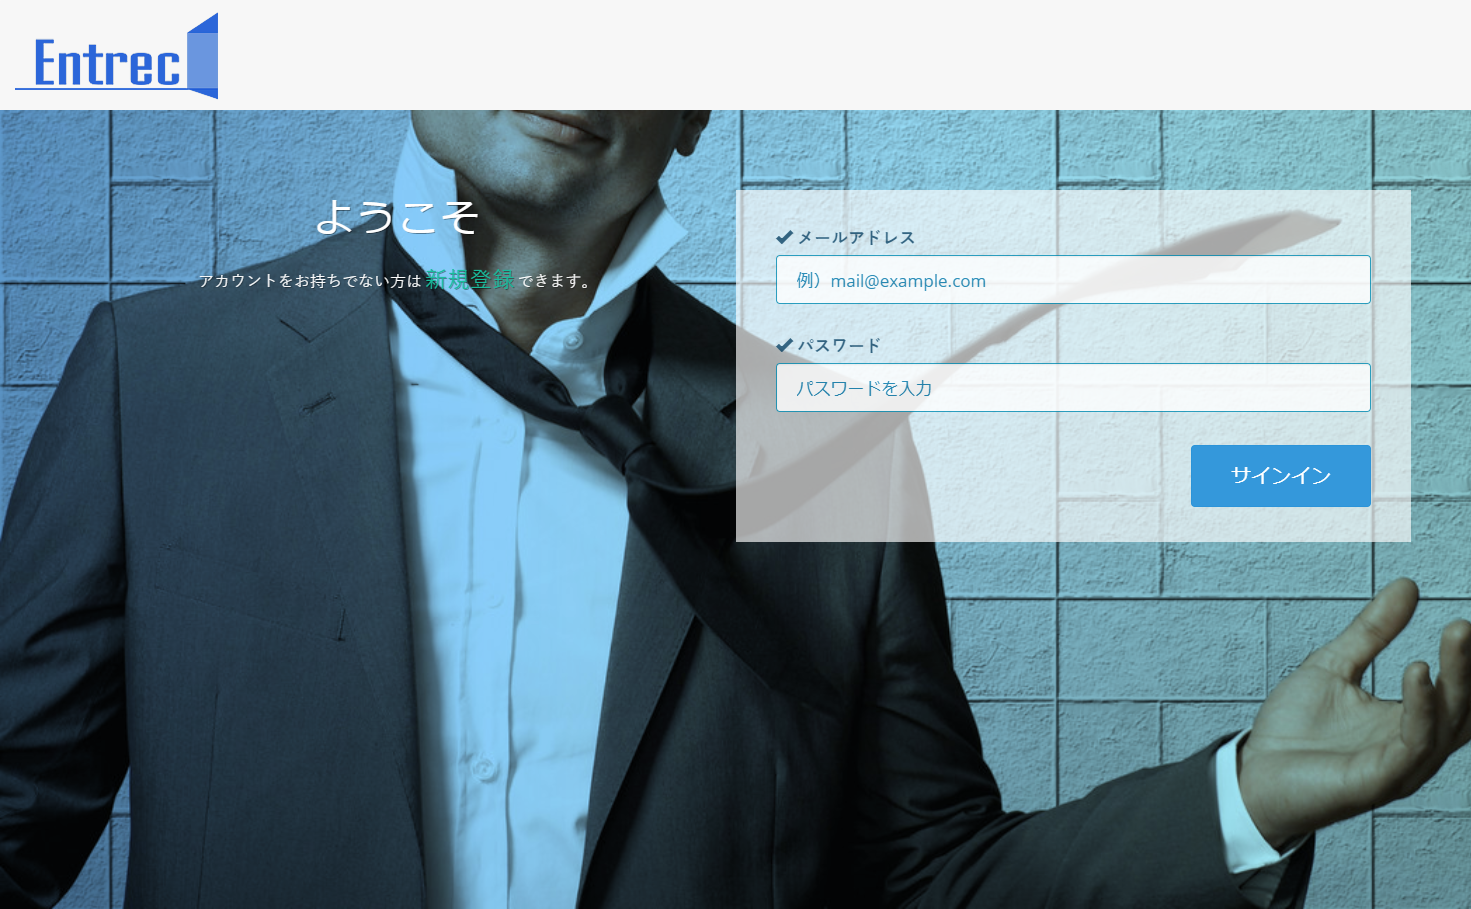 Entrec
ようこそ
アカウントをお持ちでない方は 新規登録 できます。
メールアドレス
例）mail@example.com
パスワード
パスワードを入力
サインイン